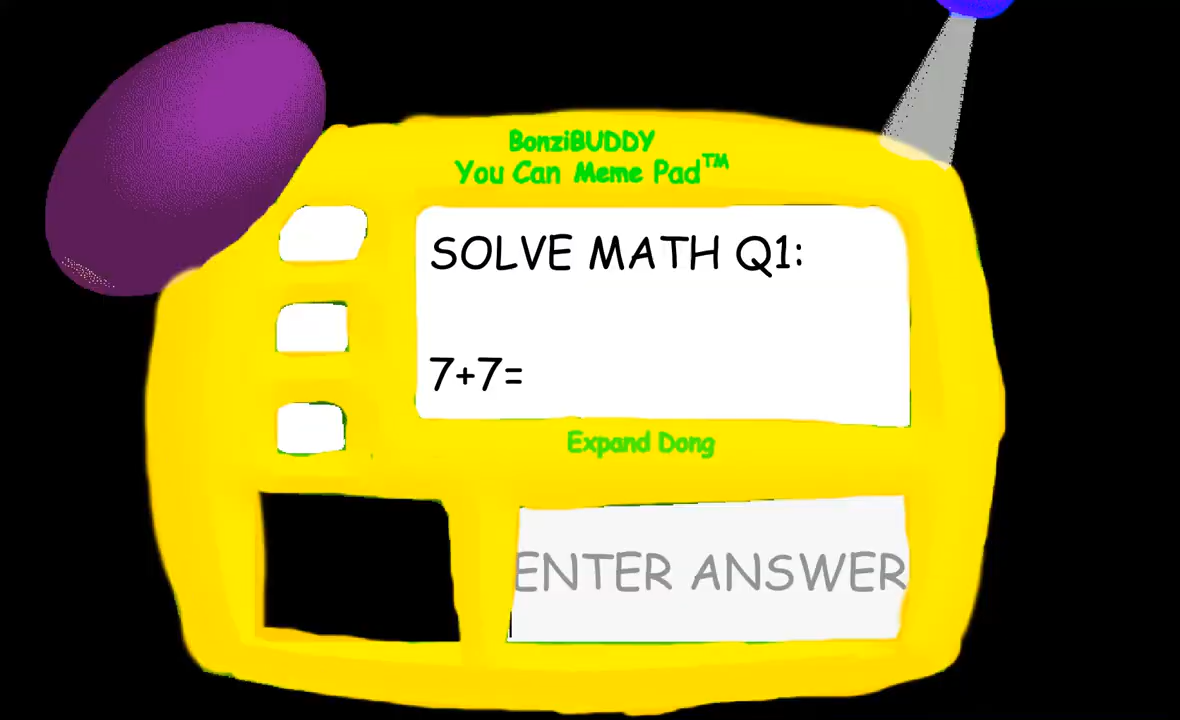 BonziBUDDY
You Can Meme Pad™
SOLVE MATH Q1:
7+7=
Expand Dong
ENTER ANSWER